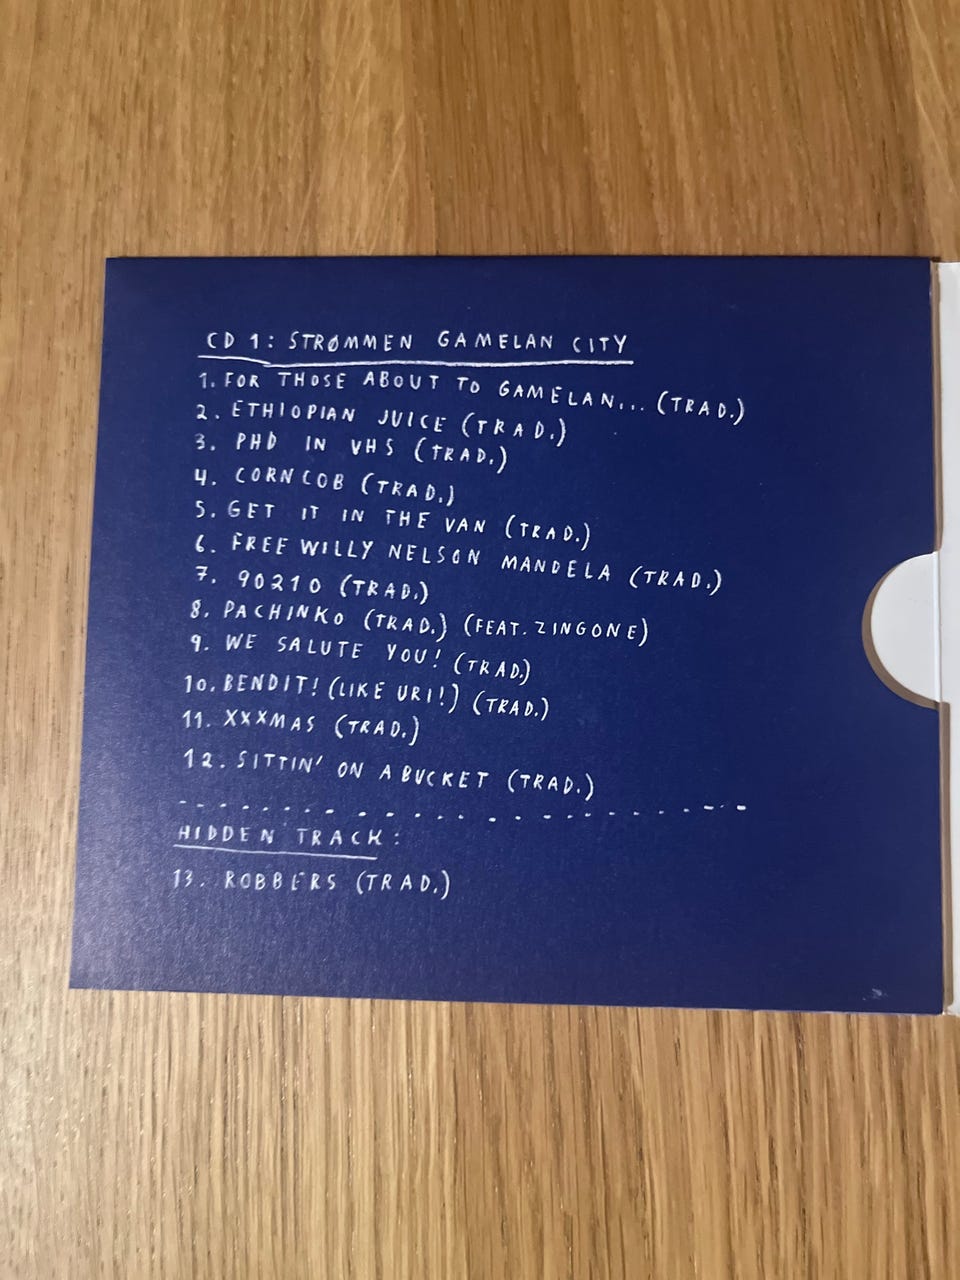 CD 1: STRØMMEN GAMELAN CITY
1. FOR THOSE ABOUT TO GAMELAN... (TRAD.)
2. ETHIOPIAN JUICE (TRAD.)
3. PHD IN VHS (TRAD.)
4. CORNCOB (TRAD.)
5. GET IT IN THE VAN (TRAD.)
6. FREE WILLY NELSON MANDELA (TRAD.)
7. 90210 (TRAD.)
8. PACHINKO (TRAD.) (FEAT. ZINGONE)
9. WE SALUTE YOU! (TRAD.)
10. BENDIT! (LIKE URI!) (TRAD.)
11. XXXMAS (TRAD.)
12. SITTIN' ON A BUCKET (TRAD.)
HIDDEN TRACK:
13. ROBBERS (TRAD.)